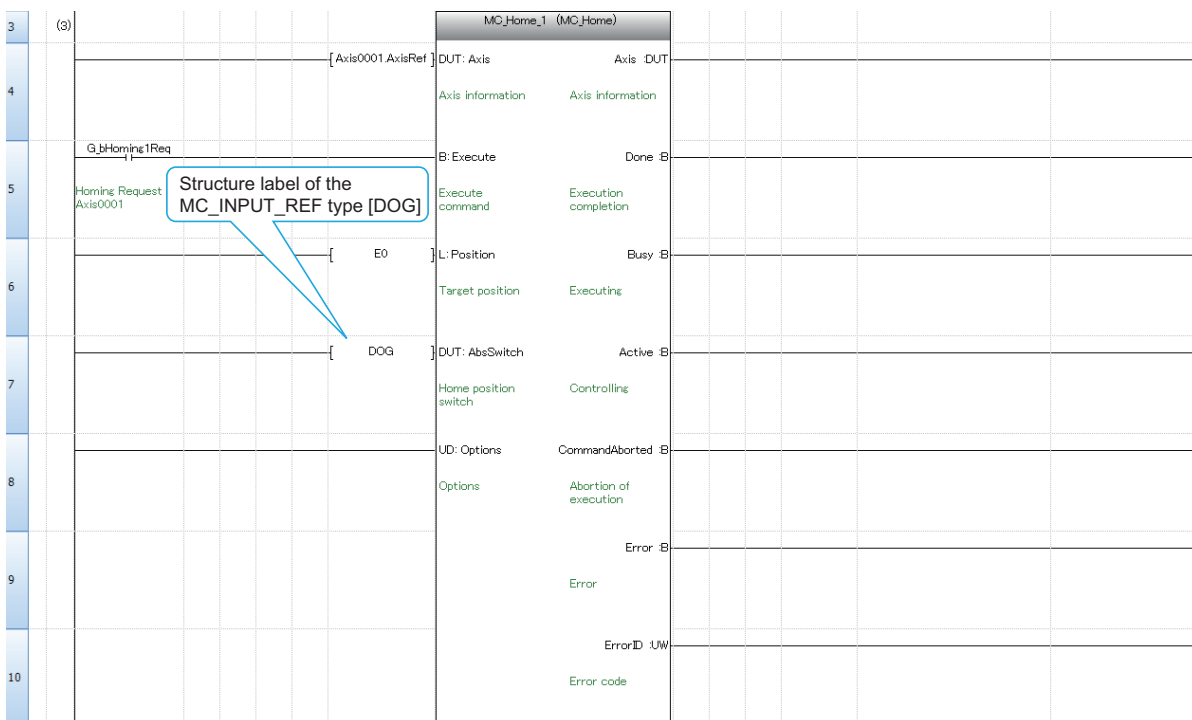 3 (3) MC_Home_1 (MC_Home)
[ Axis0001.AxisRef ] DUT: Axis Axis :DUT
4 Axis information Axis information
G_bHoming1Req
B: Execute Done :B
5 Homing Request
Axis0001
Structure label of the
MC_INPUT_REF type [DOG]
Execute
command
Execution
completion
[ E0 ] L: Position Busy :B
6 Target position Executing
[ DOG ] DUT: AbsSwitch Active :B
7 Home position
switch
Controlling
UD: Options CommandAborted :B
8 Options Abortion of
execution
Error :B
9 Error
ErrorID :UW
10 Error code